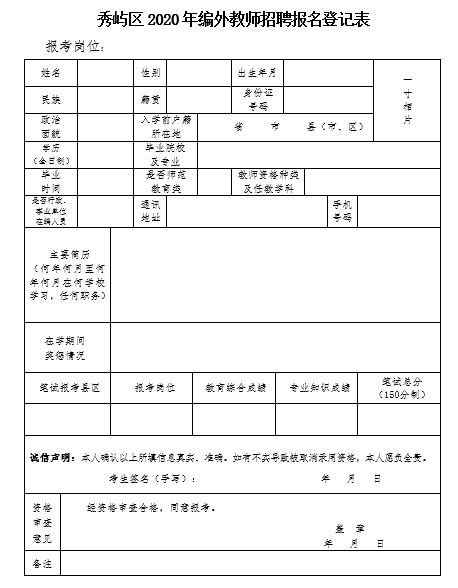 秀屿区2020年编外教师招聘报名登记表
报考岗位：
姓名 性别 出生年月 一寸相片
民族 籍贯 身份证
号码
政治
面貌 入学前户籍
所在地 省 市 县（市、区）
学历
（全日制） 毕业院校
及专业
毕业
时间 是否师范
教育类 教师资格种类
及任教学科
是否行政、
事业单位
在编人员 通讯
地址 手机
号码
主要简历
（何年何月至何
年何月在何学校
学习，任何职务）
在学期间
奖惩情况
笔试报考县区 报考岗位 教育综合成绩 专业知识成绩 笔试总分
（150分制）
诚信声明：本人确认以上所填信息真实、准确。如有不实导致被取消录用资格，本人愿负全责。
考生签名（手写）： 年 月 日
资格
审查
意见 经资格审查合格，同意报考。
签 章
年 月 日
备注